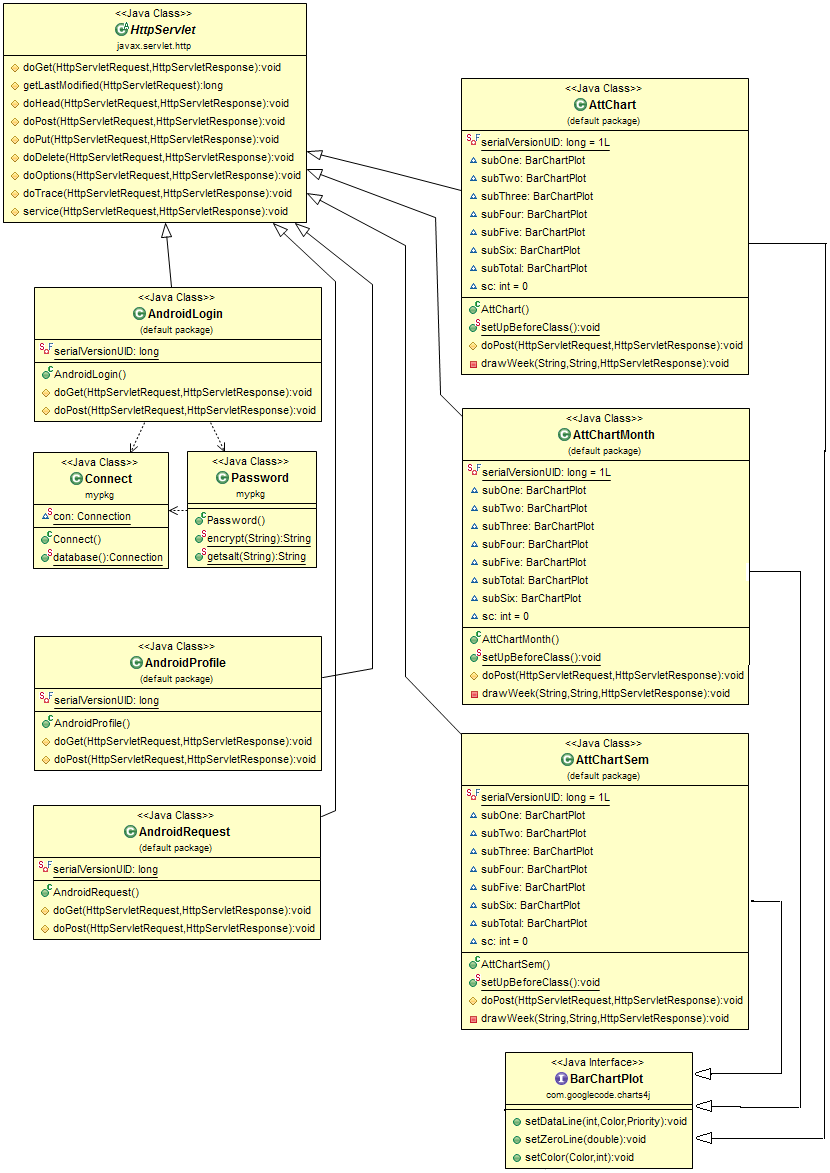 <<Java Class>>
HttpServlet
javax.servlet.http
doGet(HttpServletRequest,HttpServletResponse):void
getLastModified(HttpServletRequest):long
doHead(HttpServletRequest,HttpServletResponse):void
doPost(HttpServletRequest,HttpServletResponse):void
doPut(HttpServletRequest,HttpServletResponse):void
doDelete(HttpServletRequest,HttpServletResponse):void
doOptions(HttpServletRequest,HttpServletResponse):void
doTrace(HttpServletRequest,HttpServletResponse):void
service(HttpServletRequest,HttpServletResponse):void
<<Java Class>>
AndroidLogin
(default package)
serialVersionUID: long
AndroidLogin()
doGet(HttpServletRequest,HttpServletResponse):void
doPost(HttpServletRequest,HttpServletResponse):void
<<Java Class>>
Connect
mypkg
con: Connection
Connect()
database():Connection
<<Java Class>>
Password
mypkg
Password()
encrypt(String):String
getsalt(String):String
<<Java Class>>
AndroidProfile
(default package)
serialVersionUID: long
AndroidProfile()
doGet(HttpServletRequest,HttpServletResponse):void
doPost(HttpServletRequest,HttpServletResponse):void
<<Java Class>>
AndroidRequest
(default package)
serialVersionUID: long
AndroidRequest()
doGet(HttpServletRequest,HttpServletResponse):void
doPost(HttpServletRequest,HttpServletResponse):void
<<Java Class>>
AttChart
(default package)
serialVersionUID: long = 1L
subOne: BarChartPlot
subTwo: BarChartPlot
subThree: BarChartPlot
subFour: BarChartPlot
subFive: BarChartPlot
subSix: BarChartPlot
subTotal: BarChartPlot
sc: int = 0
AttChart()
setUpBeforeClass():void
doPost(HttpServletRequest,HttpServletResponse):void
drawWeek(String,String,HttpServletResponse):void
<<Java Class>>
AttChartMonth
(default package)
serialVersionUID: long = 1L
subOne: BarChartPlot
subTwo: BarChartPlot
subThree: BarChartPlot
subFour: BarChartPlot
subFive: BarChartPlot
subTotal: BarChartPlot
subSix: BarChartPlot
sc: int = 0
AttChartMonth()
setUpBeforeClass():void
doPost(HttpServletRequest,HttpServletResponse):void
drawWeek(String,String,HttpServletResponse):void
<<Java Class>>
AttChartSem
(default package)
serialVersionUID: long = 1L
subOne: BarChartPlot
subTwo: BarChartPlot
subThree: BarChartPlot
subFour: BarChartPlot
subFive: BarChartPlot
subSix: BarChartPlot
subTotal: BarChartPlot
sc: int = 0
AttChartSem()
setUpBeforeClass():void
doPost(HttpServletRequest,HttpServletResponse):void
drawWeek(String,String,HttpServletResponse):void
<<Java Interface>>
BarChartPlot
com.googlecode.charts4j
setDataLine(int,Color,Priority):void
setZeroLine(double):void
setColor(Color,int):void